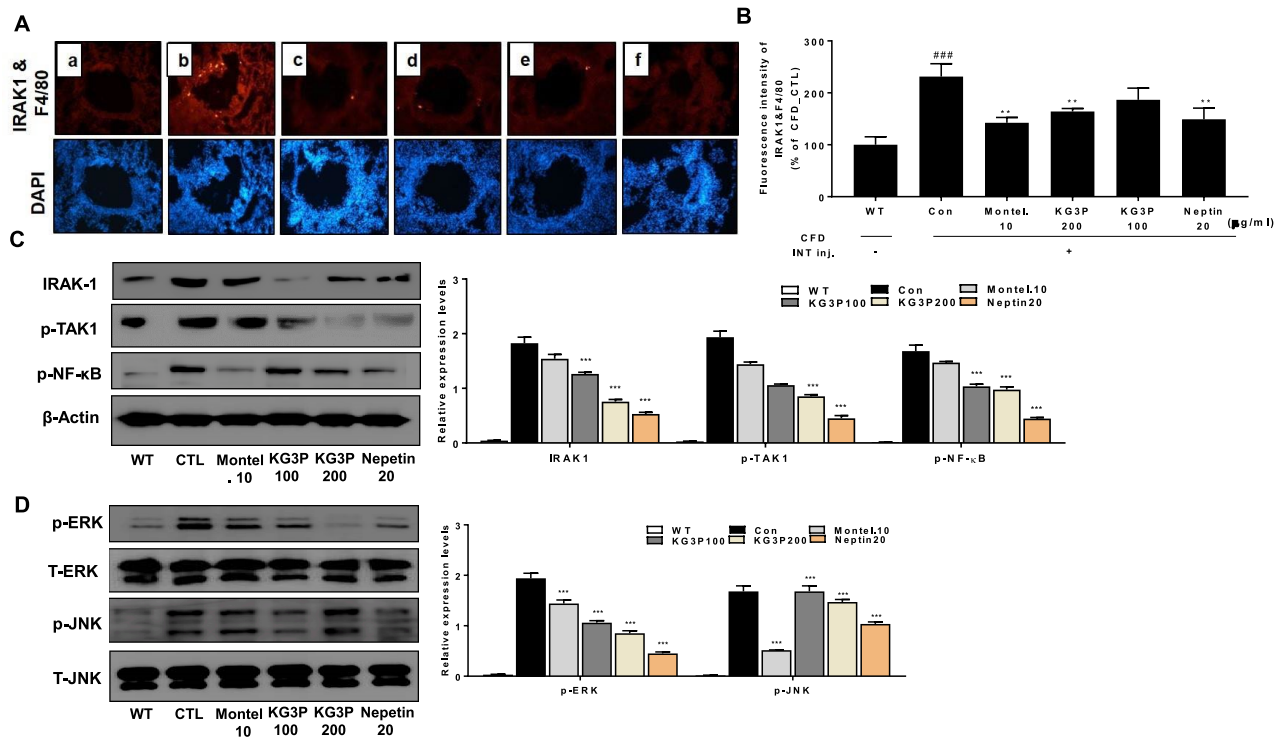 A
a b c d e f
IRAK1 &
F4/80
DAPI
B
Fluorescence intensity of
IRAK1&F4/80
(% of CFD_CTL)
300
200
100
0
###
** ** **
WT Con Montel. KG3P KG3P Neptin
10 200 100 20 (μg/ml)
CFD
INT inj. - +
C
IRAK-1
p-TAK1
p-NF-κB
β-Actin
WT CTL Montel KG3P KG3P Nepetin
. 10 100 200 20
Relative expression levels
3
2
1
0
WT Con Montel.10
KG3P100 KG3P200 Neptin20
*** *** *** *** *** *** *** ***
IRAK1 p-TAK1 p-NF-κB
D
p-ERK
T-ERK
p-JNK
T-JNK
WT CTL Montel KG3P KG3P Nepetin
10 100 200 20
Relative expression levels
3
2
1
0
WT Con Montel.10
KG3P100 KG3P200 Neptin20
*** *** *** *** *** *** *** ***
p-ERK p-JNK